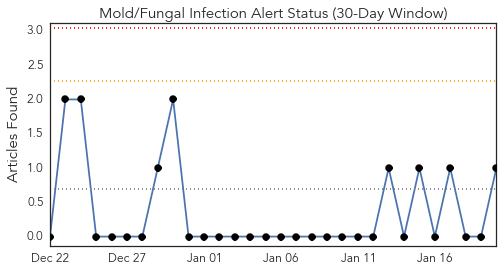 Mold/Fungal Infection Alert Status (30-Day Window)
Articles Found
3.0
2.5
2.0
1.5
1.0
0.5
0.0
Dec 22 Dec 27 Jan 01 Jan 06 Jan 11 Jan 16